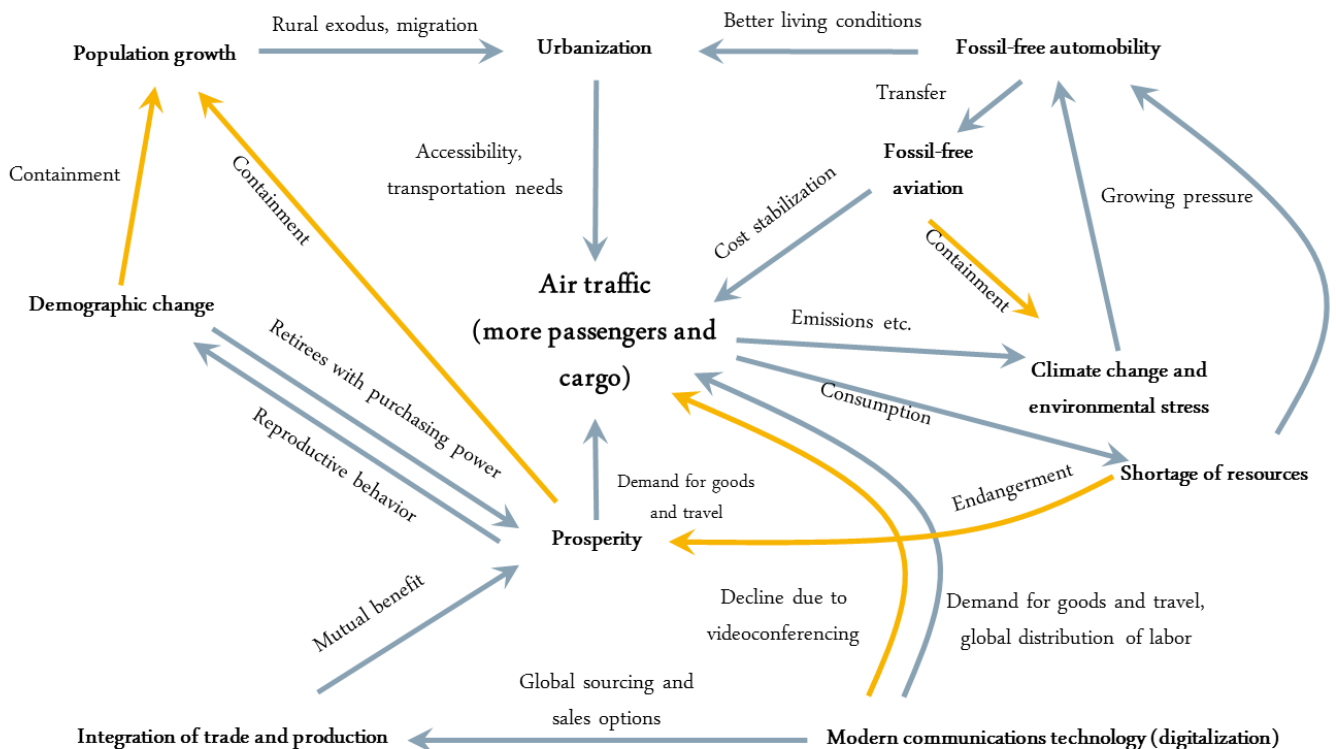 Rural exodus, migration
Better living conditions
Population growth
Urbanization
Fossil-free automobility
Transfer
Accessibility,
transportation needs
Fossil-free
aviation
Containment
Containment
Cost stabilization
Growing pressure
Containment
Demographic change
Air traffic
(more passengers and
cargo)
Emissions etc.
Climate change and
environmental stress
Retirees with purchasing power
Reproductive behavior
Consumption
Shortage of resources
Endangerment
Demand for goods
and travel
Prosperity
Mutual benefit
Decline due to
videoconferencing
Demand for goods and travel,
global distribution of labor
Global sourcing and
sales options
Integration of trade and production
Modern communications technology (digitalization)